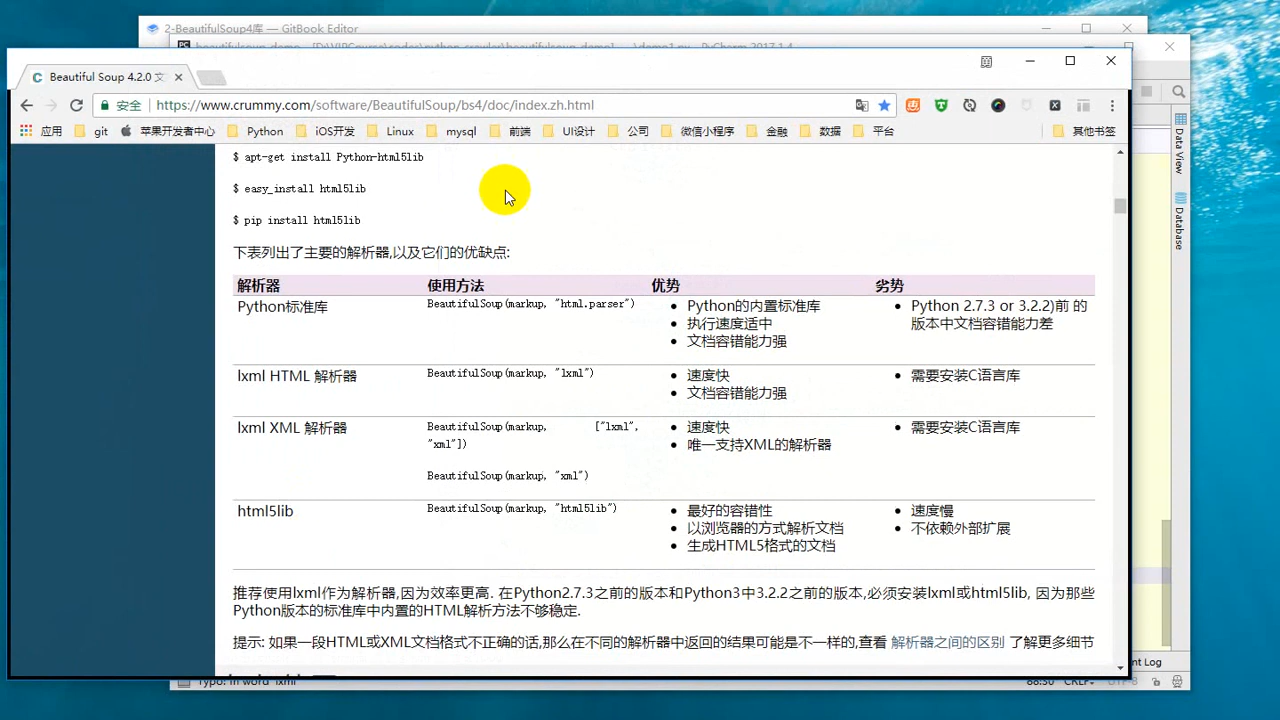 2-BeautifulSoup4库 — GitBook Editor
Beautiful Soup 4.2.0 文
安全 https://www.crummy.com/software/BeautifulSoup/bs4/doc/index.zh.html
应用 git 苹果开发者中心 Python iOS开发 Linux mysql 前端 UI设计 公司 微信小程序 金融 数据 平台 其他书签
$ apt-get install Python-html5lib
$ easy_install html5lib
$ pip install html5lib
下表列出了主要的解析器,以及它们的优缺点:
解析器 使用方法 优势 劣势
Python标准库 BeautifulSoup(markup, "html.parser")
• Python的内置标准库
• 执行速度适中
• 文档容错能力强
• Python 2.7.3 or 3.2.2)前 的
版本中文档容错能力差
lxml HTML 解析器 BeautifulSoup(markup, "lxml")
• 速度快
• 文档容错能力强
• 需要安装C语言库
lxml XML 解析器 BeautifulSoup(markup, ["lxml",
"xml"])
BeautifulSoup(markup, "xml")
• 速度快
• 唯一支持XML的解析器
• 需要安装C语言库
html5lib BeautifulSoup(markup, "html5lib")
• 最好的容错性
• 以浏览器的方式解析文档
• 生成HTML5格式的文档
• 速度慢
• 不依赖外部扩展
推荐使用lxml作为解析器,因为效率更高. 在Python2.7.3之前的版本和Python3中3.2.2之前的版本,必须安装lxml或html5lib, 因为那些
Python版本的标准库中内置的HTML解析方法不够稳定.
提示: 如果一段HTML或XML文档格式不正确的话,那么在不同的解析器中返回的结果可能是不一样的,查看 解析器之间的区别 了解更多细节
Data View
Database
nt Log